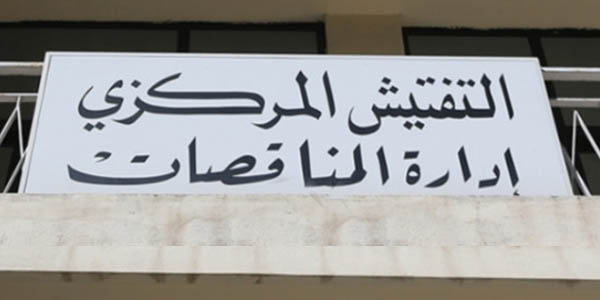 التفتيش المركزي
إدارة المناقصات